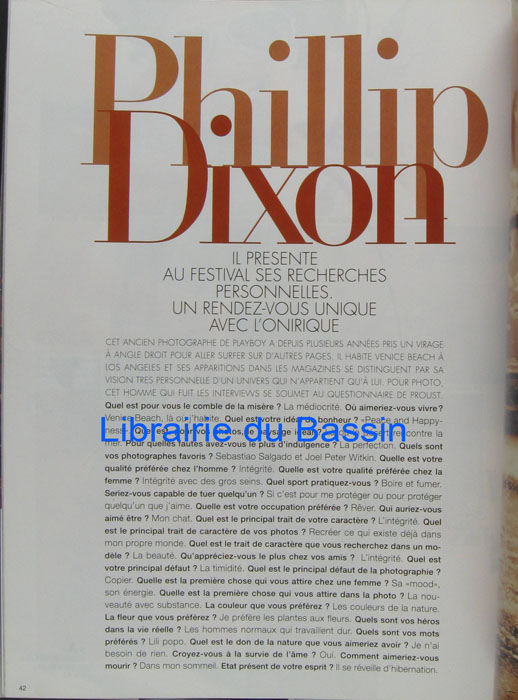 Phillip
Dixon
IL PRESENTE
AU FESTIVAL SES RECHERCHES
PERSONNELLES.
UN RENDEZ-VOUS UNIQUE
AVEC L'ONIRIQUE
CET ANCIEN PHOTOGRAPHE DE PLAYBOY A DEPUIS PLUSIEURS ANNÉES PRIS UN VIRAGE
À ANGLE DROIT POUR ALLER SURFER SUR D'AUTRES PAGES. IL HABITE VENICE BEACH À
LOS ANGELES ET SES APPARITIONS DANS LES MAGAZINES SE DISTINGUENT PAR SA
VISION TRES PERSONNELLE D'UN UNIVERS QUI N'APPARTIENT QU'À LUI. POUR PHOTO,
CET HOMME QUI FUIT LES INTERVIEWS SE SOUMET AU QUESTIONNAIRE DE PROUST.
Quel est pour vous le comble de la misère ? La médiocrité. Où aimeriez-vous vivre?
Venice Beach, là où j'habite. Quel est votre idéal de bonheur ? «Peace and Happy-
ness». Quel est pour vos photos le paysage idéal ? contre la
Librairie du Bassin
mer. Pour quelles fautes avez-vous le plus d'indulgence ? La perfection. Quels sont
vos photographes favoris ? Sebastiao Salgado et Joel Peter Witkin. Quelle est votre
qualité préférée chez l'homme ? Intégrité. Quelle est votre qualité préférée chez la
femme ? Intégrité avec des gros seins. Quel sport pratiquez-vous ? Boire et fumer.
Seriez-vous capable de tuer quelqu'un ? Si c'est pour me protéger ou pour protéger
quelqu'un que j'aime. Quelle est votre occupation préférée ? Rêver. Qui auriez-vous
aimé être ? Mon chat. Quel est le principal trait de votre caractère ? L'intégrité. Quel
est le principal trait de caractère de vos photos ? Recréer ce qui existe déjà dans
mon propre monde. Quel est le trait de caractère que vous recherchez dans un mo-
dèle ? La beauté. Qu'appréciez-vous le plus chez vos amis ? L'intégrité. Quel est
votre principal défaut ? La timidité. Quel est le principal défaut de la photographie ?
Copier. Quelle est la première chose qui vous attire chez une femme ? Sa «mood»,
son énergie. Quelle est la première chose qui vous attire dans la photo ? La nou-
veauté avec substance. La couleur que vous préférez ? Les couleurs de la nature.
La fleur que vous préférez ? Je préfère les plantes aux fleurs. Quels sont vos héros
dans la vie réelle ? Les hommes normaux qui travaillent dur. Quels sont vos mots
préférés ? Lili popo. Quel est le don de la nature que vous aimeriez avoir ? Je n'ai
besoin de rien. Croyez-vous à la survie de l'âme ? Oui. Comment aimeriez-vous
mourir ? Dans mon sommeil. Etat présent de votre esprit ? Il se réveille d'hibernation.
42